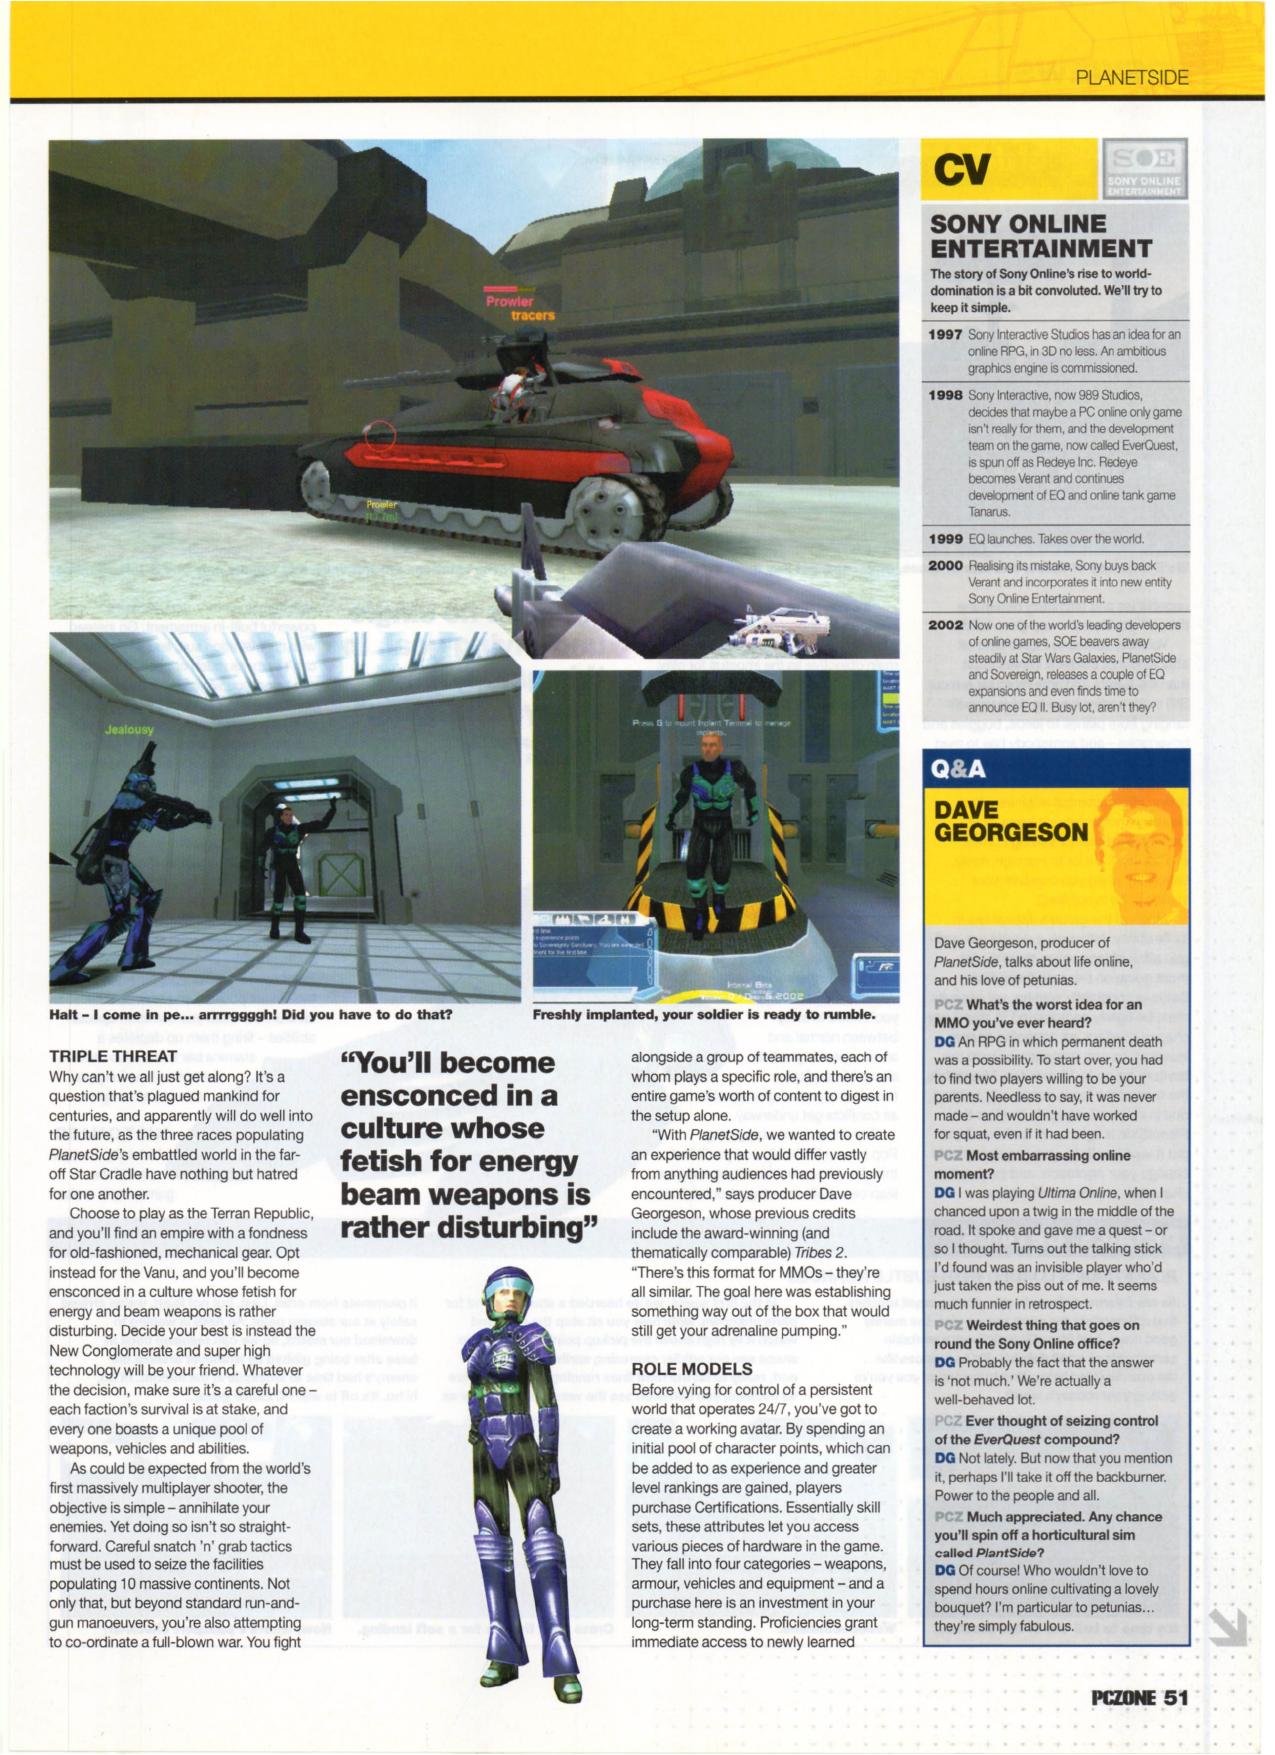 PLANETSIDE
Prowler
tracers
Prowler
Jealousy
Press G to mount Implant Terminal to manage
implants.
Halt – I come in pe... arrrrggggh! Did you have to do that?
Freshly implanted, your soldier is ready to rumble.
TRIPLE THREAT
Why can't we all just get along? It's a
question that's plagued mankind for
centuries, and apparently will do well into
the future, as the three races populating
PlanetSide's embattled world in the far-
off Star Cradle have nothing but hatred
for one another.
Choose to play as the Terran Republic,
and you'll find an empire with a fondness
for old-fashioned, mechanical gear. Opt
instead for the Vanu, and you'll become
ensconced in a culture whose fetish for
energy and beam weapons is rather
disturbing. Decide your best is instead the
New Conglomerate and super high
technology will be your friend. Whatever
the decision, make sure it's a careful one –
each faction's survival is at stake, and
every one boasts a unique pool of
weapons, vehicles and abilities.
As could be expected from the world's
first massively multiplayer shooter, the
objective is simple – annihilate your
enemies. Yet doing so isn't so straight-
forward. Careful snatch 'n' grab tactics
must be used to seize the facilities
populating 10 massive continents. Not
only that, but beyond standard run-and-
gun manoeuvers, you're also attempting
to co-ordinate a full-blown war. You fight
"You'll become
ensconced in a
culture whose
fetish for energy
beam weapons is
rather disturbing"
alongside a group of teammates, each of
whom plays a specific role, and there's an
entire game's worth of content to digest in
the setup alone.
"With PlanetSide, we wanted to create
an experience that would differ vastly
from anything audiences had previously
encountered," says producer Dave
Georgeson, whose previous credits
include the award-winning (and
thematically comparable) Tribes 2.
"There's this format for MMOs – they're
all similar. The goal here was establishing
something way out of the box that would
still get your adrenaline pumping."
ROLE MODELS
Before vying for control of a persistent
world that operates 24/7, you've got to
create a working avatar. By spending an
initial pool of character points, which can
be added to as experience and greater
level rankings are gained, players
purchase Certifications. Essentially skill
sets, these attributes let you access
various pieces of hardware in the game.
They fall into four categories – weapons,
armour, vehicles and equipment – and a
purchase here is an investment in your
long-term standing. Proficiencies grant
immediate access to newly learned
CV
SOE
SONY ONLINE
ENTERTAINMENT
SONY ONLINE
ENTERTAINMENT
The story of Sony Online's rise to world-
domination is a bit convoluted. We'll try to
keep it simple.
1997 Sony Interactive Studios has an idea for an
online RPG, in 3D no less. An ambitious
graphics engine is commissioned.
1998 Sony Interactive, now 989 Studios,
decides that maybe a PC online only game
isn't really for them, and the development
team on the game, now called EverQuest,
is spun off as Redeye Inc. Redeye
becomes Verant and continues
development of EQ and online tank game
Tanarus.
1999 EQ launches. Takes over the world.
2000 Realising its mistake, Sony buys back
Verant and incorporates it into new entity
Sony Online Entertainment.
2002 Now one of the world's leading developers
of online games, SOE beavers away
steadily at Star Wars Galaxies, PlanetSide
and Sovereign, releases a couple of EQ
expansions and even finds time to
announce EQ II. Busy lot, aren't they?
Q&A
DAVE
GEORGESON
Dave Georgeson, producer of
PlanetSide, talks about life online,
and his love of petunias.
PCZ What's the worst idea for an
MMO you've ever heard?
DG An RPG in which permanent death
was a possibility. To start over, you had
to find two players willing to be your
parents. Needless to say, it was never
made – and wouldn't have worked
for squat, even if it had been.
PCZ Most embarrassing online
moment?
DG I was playing Ultima Online, when I
chanced upon a twig in the middle of the
road. It spoke and gave me a quest – or
so I thought. Turns out the talking stick
I'd found was an invisible player who'd
just taken the piss out of me. It seems
much funnier in retrospect.
PCZ Weirdest thing that goes on
round the Sony Online office?
DG Probably the fact that the answer
is 'not much.' We're actually a
well-behaved lot.
PCZ Ever thought of seizing control
of the EverQuest compound?
DG Not lately. But now that you mention
it, perhaps I'll take it off the backburner.
Power to the people and all.
PCZ Much appreciated. Any chance
you'll spin off a horticultural sim
called PlantSide?
DG Of course! Who wouldn't love to
spend hours online cultivating a lovely
bouquet? I'm particular to petunias...
they're simply fabulous.
PCZONE 51